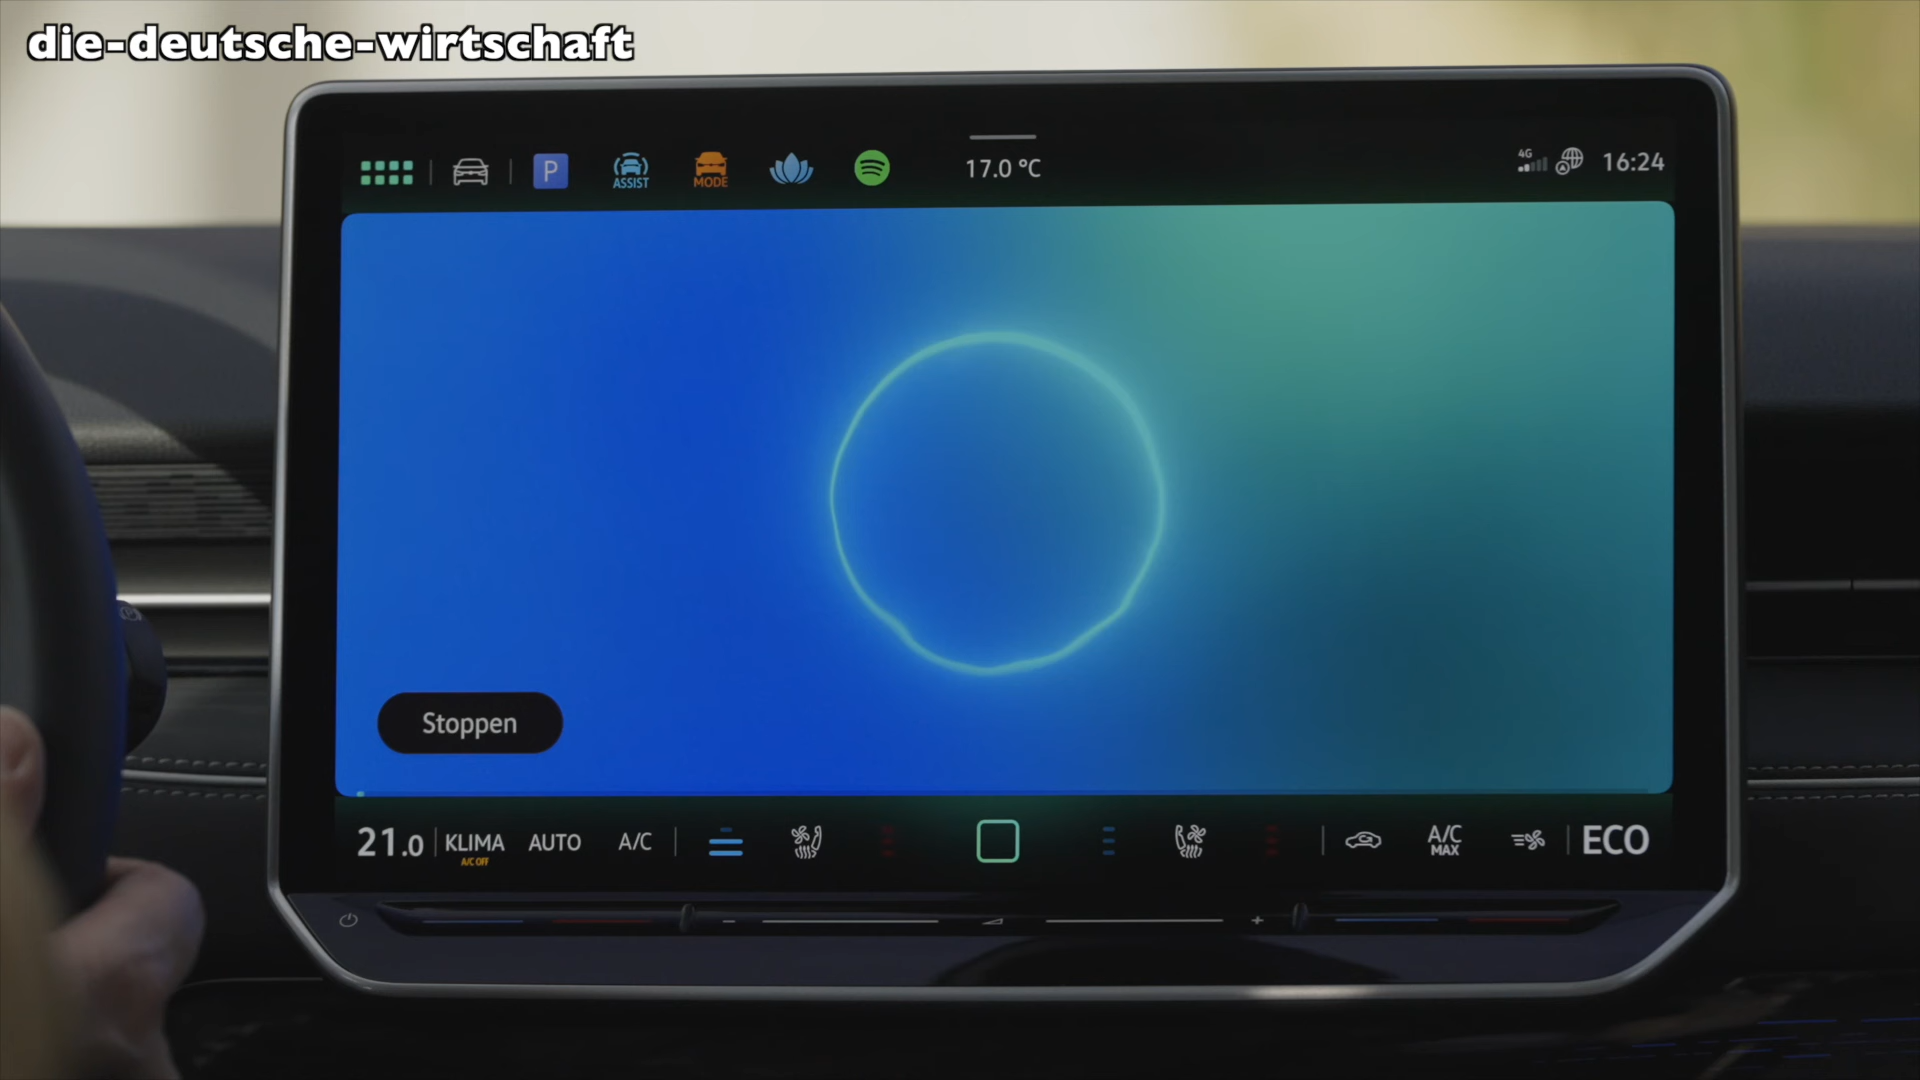 die-deutsche-wirtschaft
P
ASSIST
MODE
17.0 °C
4G
16:24
Stoppen
21.0
KLIMA
A/C OFF
AUTO
A/C
A/C
MAX
ECO